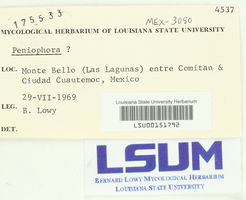 175533
MEX-3050
4537
MYCOLOGICAL HERBARIUM OF LOUISIANA STATE UNIVERSITY
Peniophora ?
LOC. Monte Bello (Las Lagunas) entre Comitan &
Ciudad Cuautemoc, Mexico
29-VII-1969
LEG. B. Lowy
DET.
Louisiana State University Herbarium
LSU00151792
LSUM
BERNARD LOWY MYCOLOGICAL HERBARIUM
LOUISIANA STATE UNIVERSITY